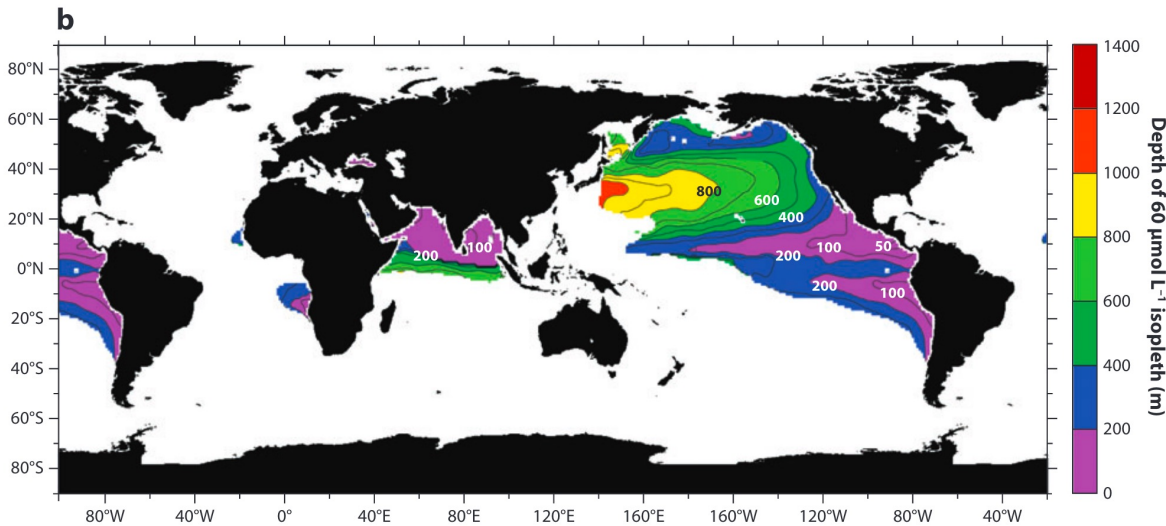 b
80°N
60°N
40°N
20°N
0°N
20°S
40°S
60°S
80°S
80°W
40°W
0°
40°E
80°E
120°E
160°E
160°W
120°W
80°W
40°W
200
100
800
600
400
200
100
50
200
100
1400
1200
1000
800
600
400
200
0
Depth of 60 μmol L⁻¹ isopleth (m)